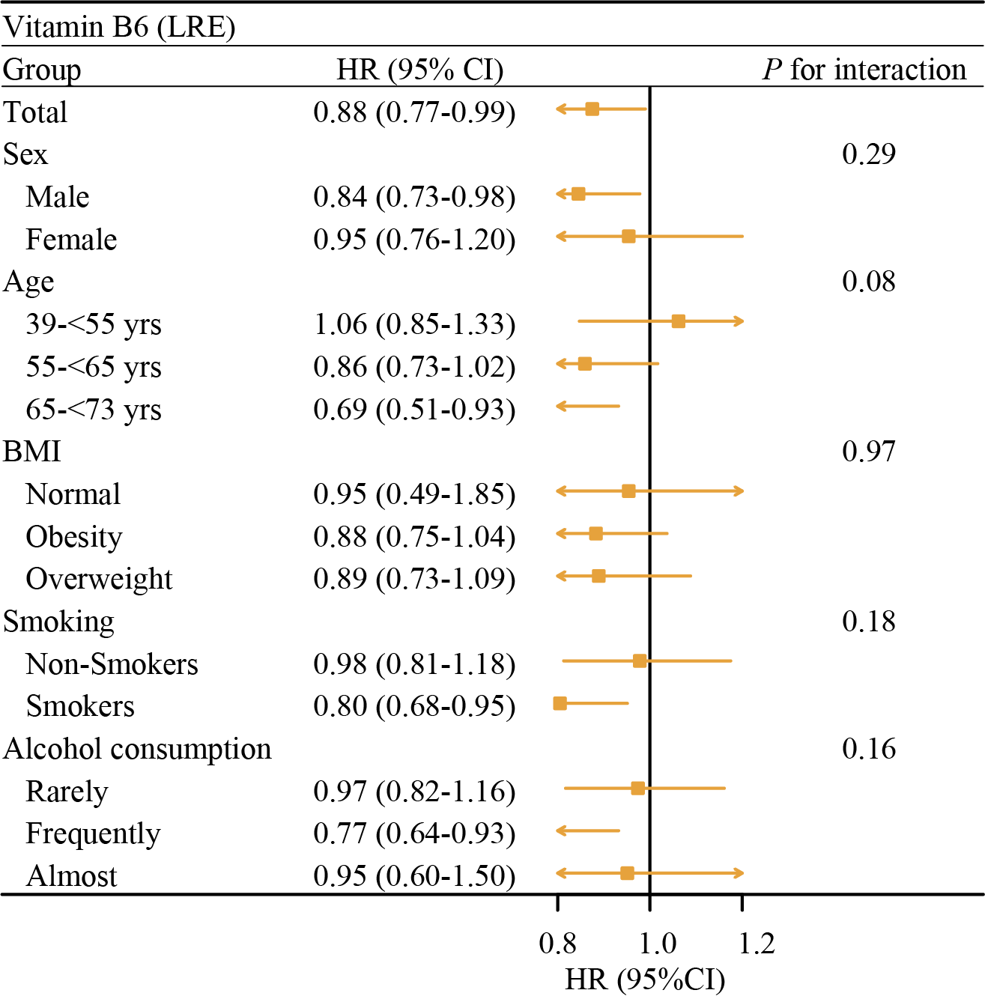 Vitamin B6 (LRE)
Group HR (95% CI) P for interaction
Total 0.88 (0.77-0.99)
Sex 0.29
Male 0.84 (0.73-0.98)
Female 0.95 (0.76-1.20)
Age 0.08
39-<55 yrs 1.06 (0.85-1.33)
55-<65 yrs 0.86 (0.73-1.02)
65-<73 yrs 0.69 (0.51-0.93)
BMI 0.97
Normal 0.95 (0.49-1.85)
Obesity 0.88 (0.75-1.04)
Overweight 0.89 (0.73-1.09)
Smoking 0.18
Non-Smokers 0.98 (0.81-1.18)
Smokers 0.80 (0.68-0.95)
Alcohol consumption 0.16
Rarely 0.97 (0.82-1.16)
Frequently 0.77 (0.64-0.93)
Almost 0.95 (0.60-1.50)
0.8 1.0 1.2
HR (95%CI)